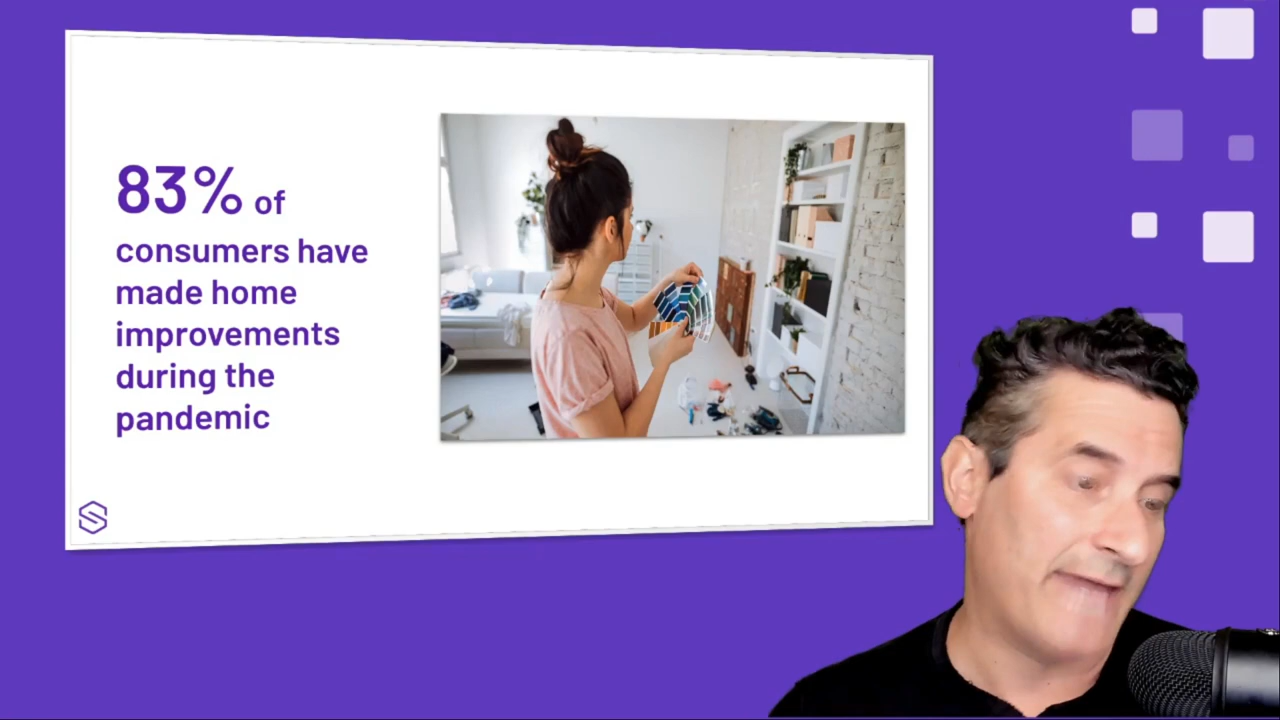 83% of
consumers have
made home
improvements
during the
pandemic